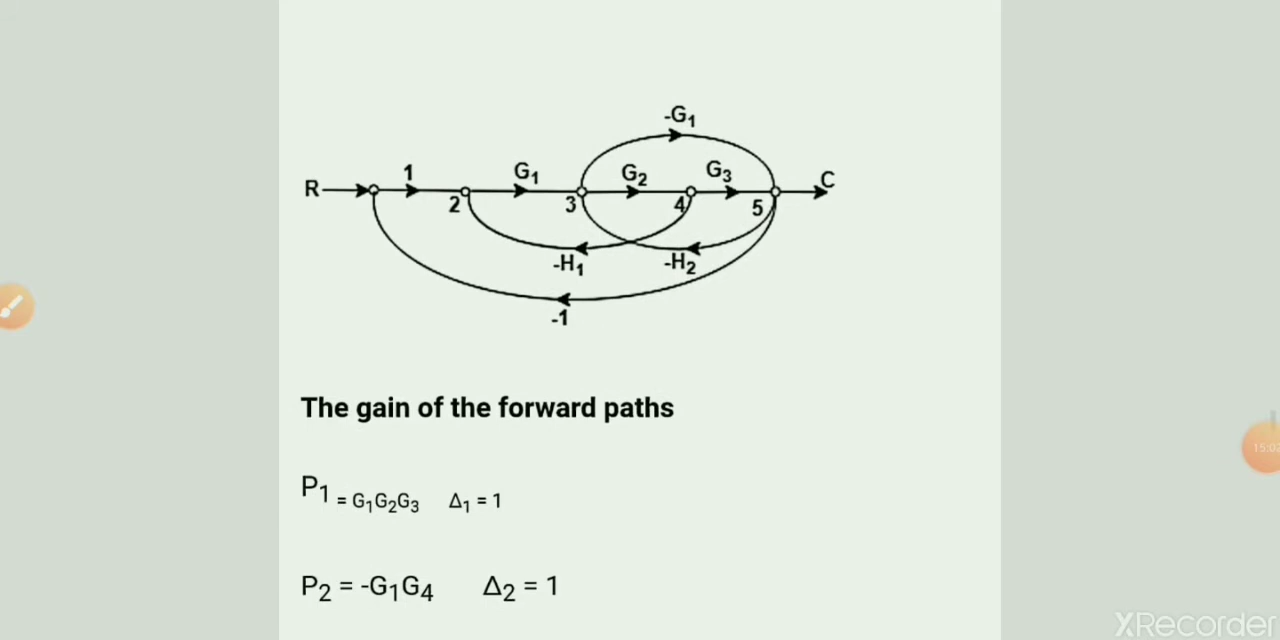 -G₁
R 1 G₁ G₂ G₃ C
2 3 4 5
-H₁ -H₂
-1
The gain of the forward paths
P₁ = G₁G₂G₃ Δ₁ = 1
P₂ = -G₁G₄ Δ₂ = 1
XRecorder